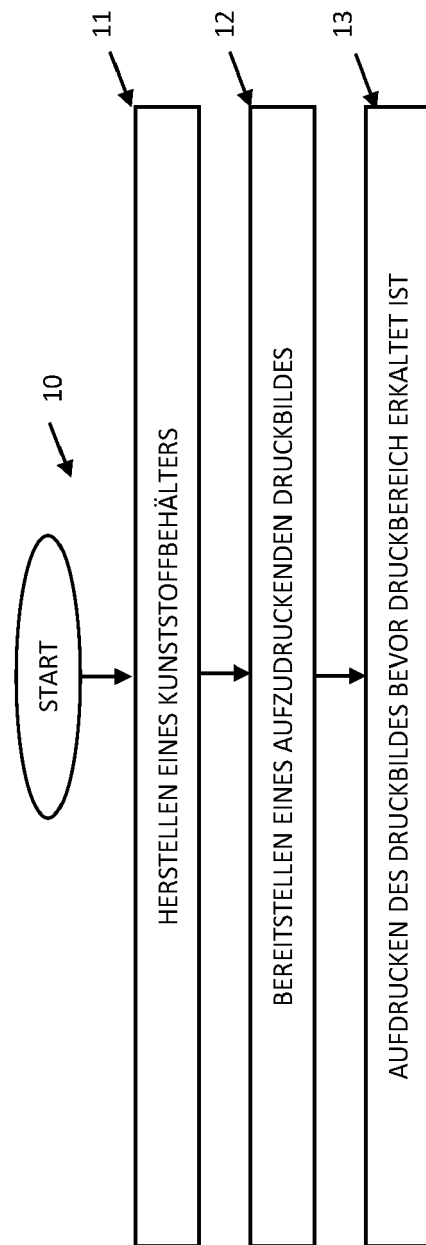 START
10
HERSTELLEN EINES KUNSTSTOFFBEHÄLTERS
11
BEREITSTELLEN EINES AUFZUDRUCKENDEN DRUCKBILDES
12
AUFDRUCKEN DES DRUCKBILDES BEVOR DRUCKBEREICH ERKALTET IST
13